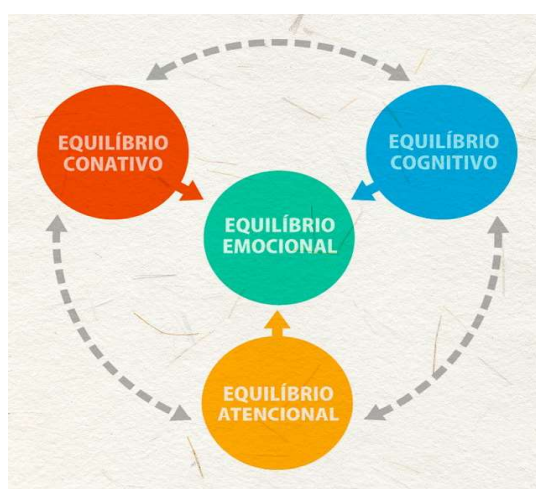 EQUILÍBRIO
CONATIVO
EQUILÍBRIO
COGNITIVO
EQUILÍBRIO
EMOCIONAL
EQUILÍBRIO
ATENCIONAL